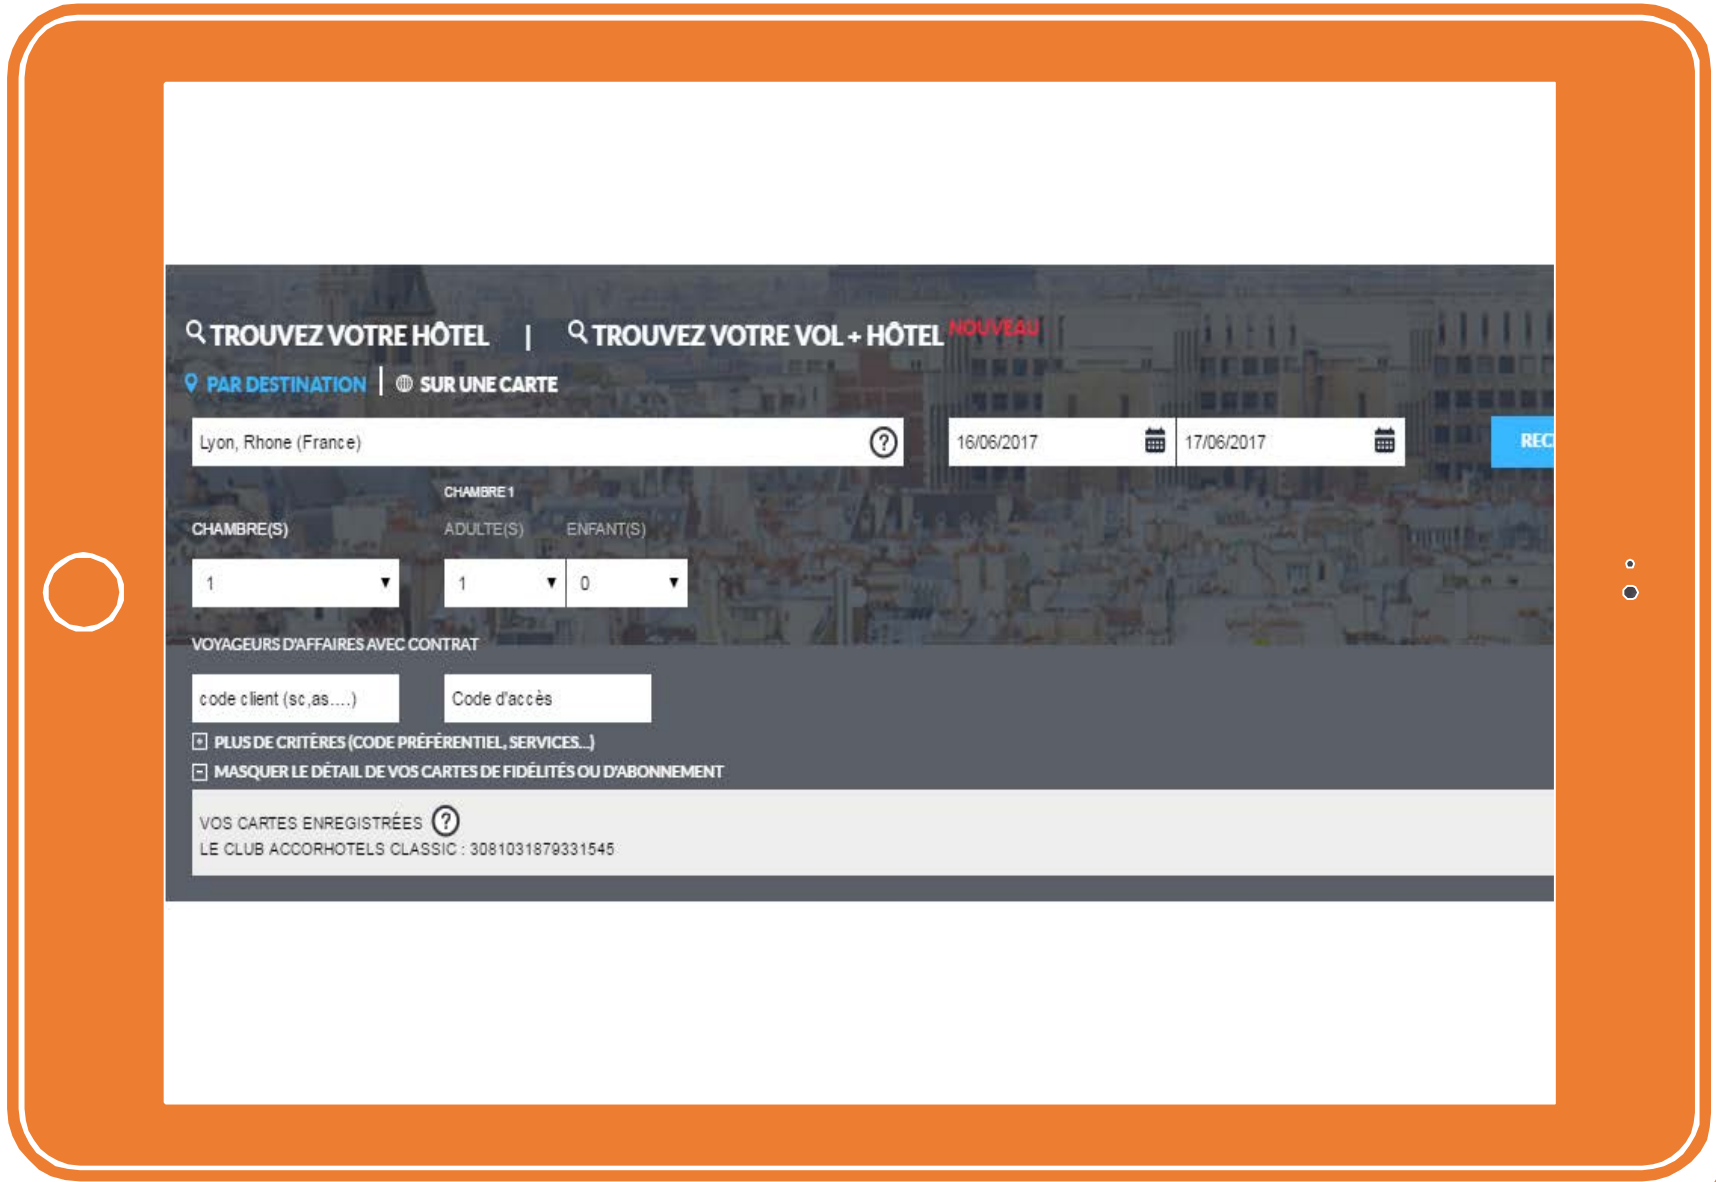 TROUVEZ VOTRE HÔTEL | TROUVEZ VOTRE VOL + HÔTEL NOUVEAU
PAR DESTINATION | SUR UNE CARTE
Lyon, Rhone (France) ? 16/06/2017 17/06/2017 REC
CHAMBRE 1
CHAMBRE(S) ADULTE(S) ENFANT(S)
1 1 0
VOYAGEURS D'AFFAIRES AVEC CONTRAT
code client (sc,as....) Code d'accès
+ PLUS DE CRITÈRES (CODE PRÉFÉRENTIEL, SERVICES...)
- MASQUER LE DÉTAIL DE VOS CARTES DE FIDÉLITÉS OU D'ABONNEMENT
VOS CARTES ENREGISTRÉES ?
LE CLUB ACCORHOTELS CLASSIC : 3081031879331545